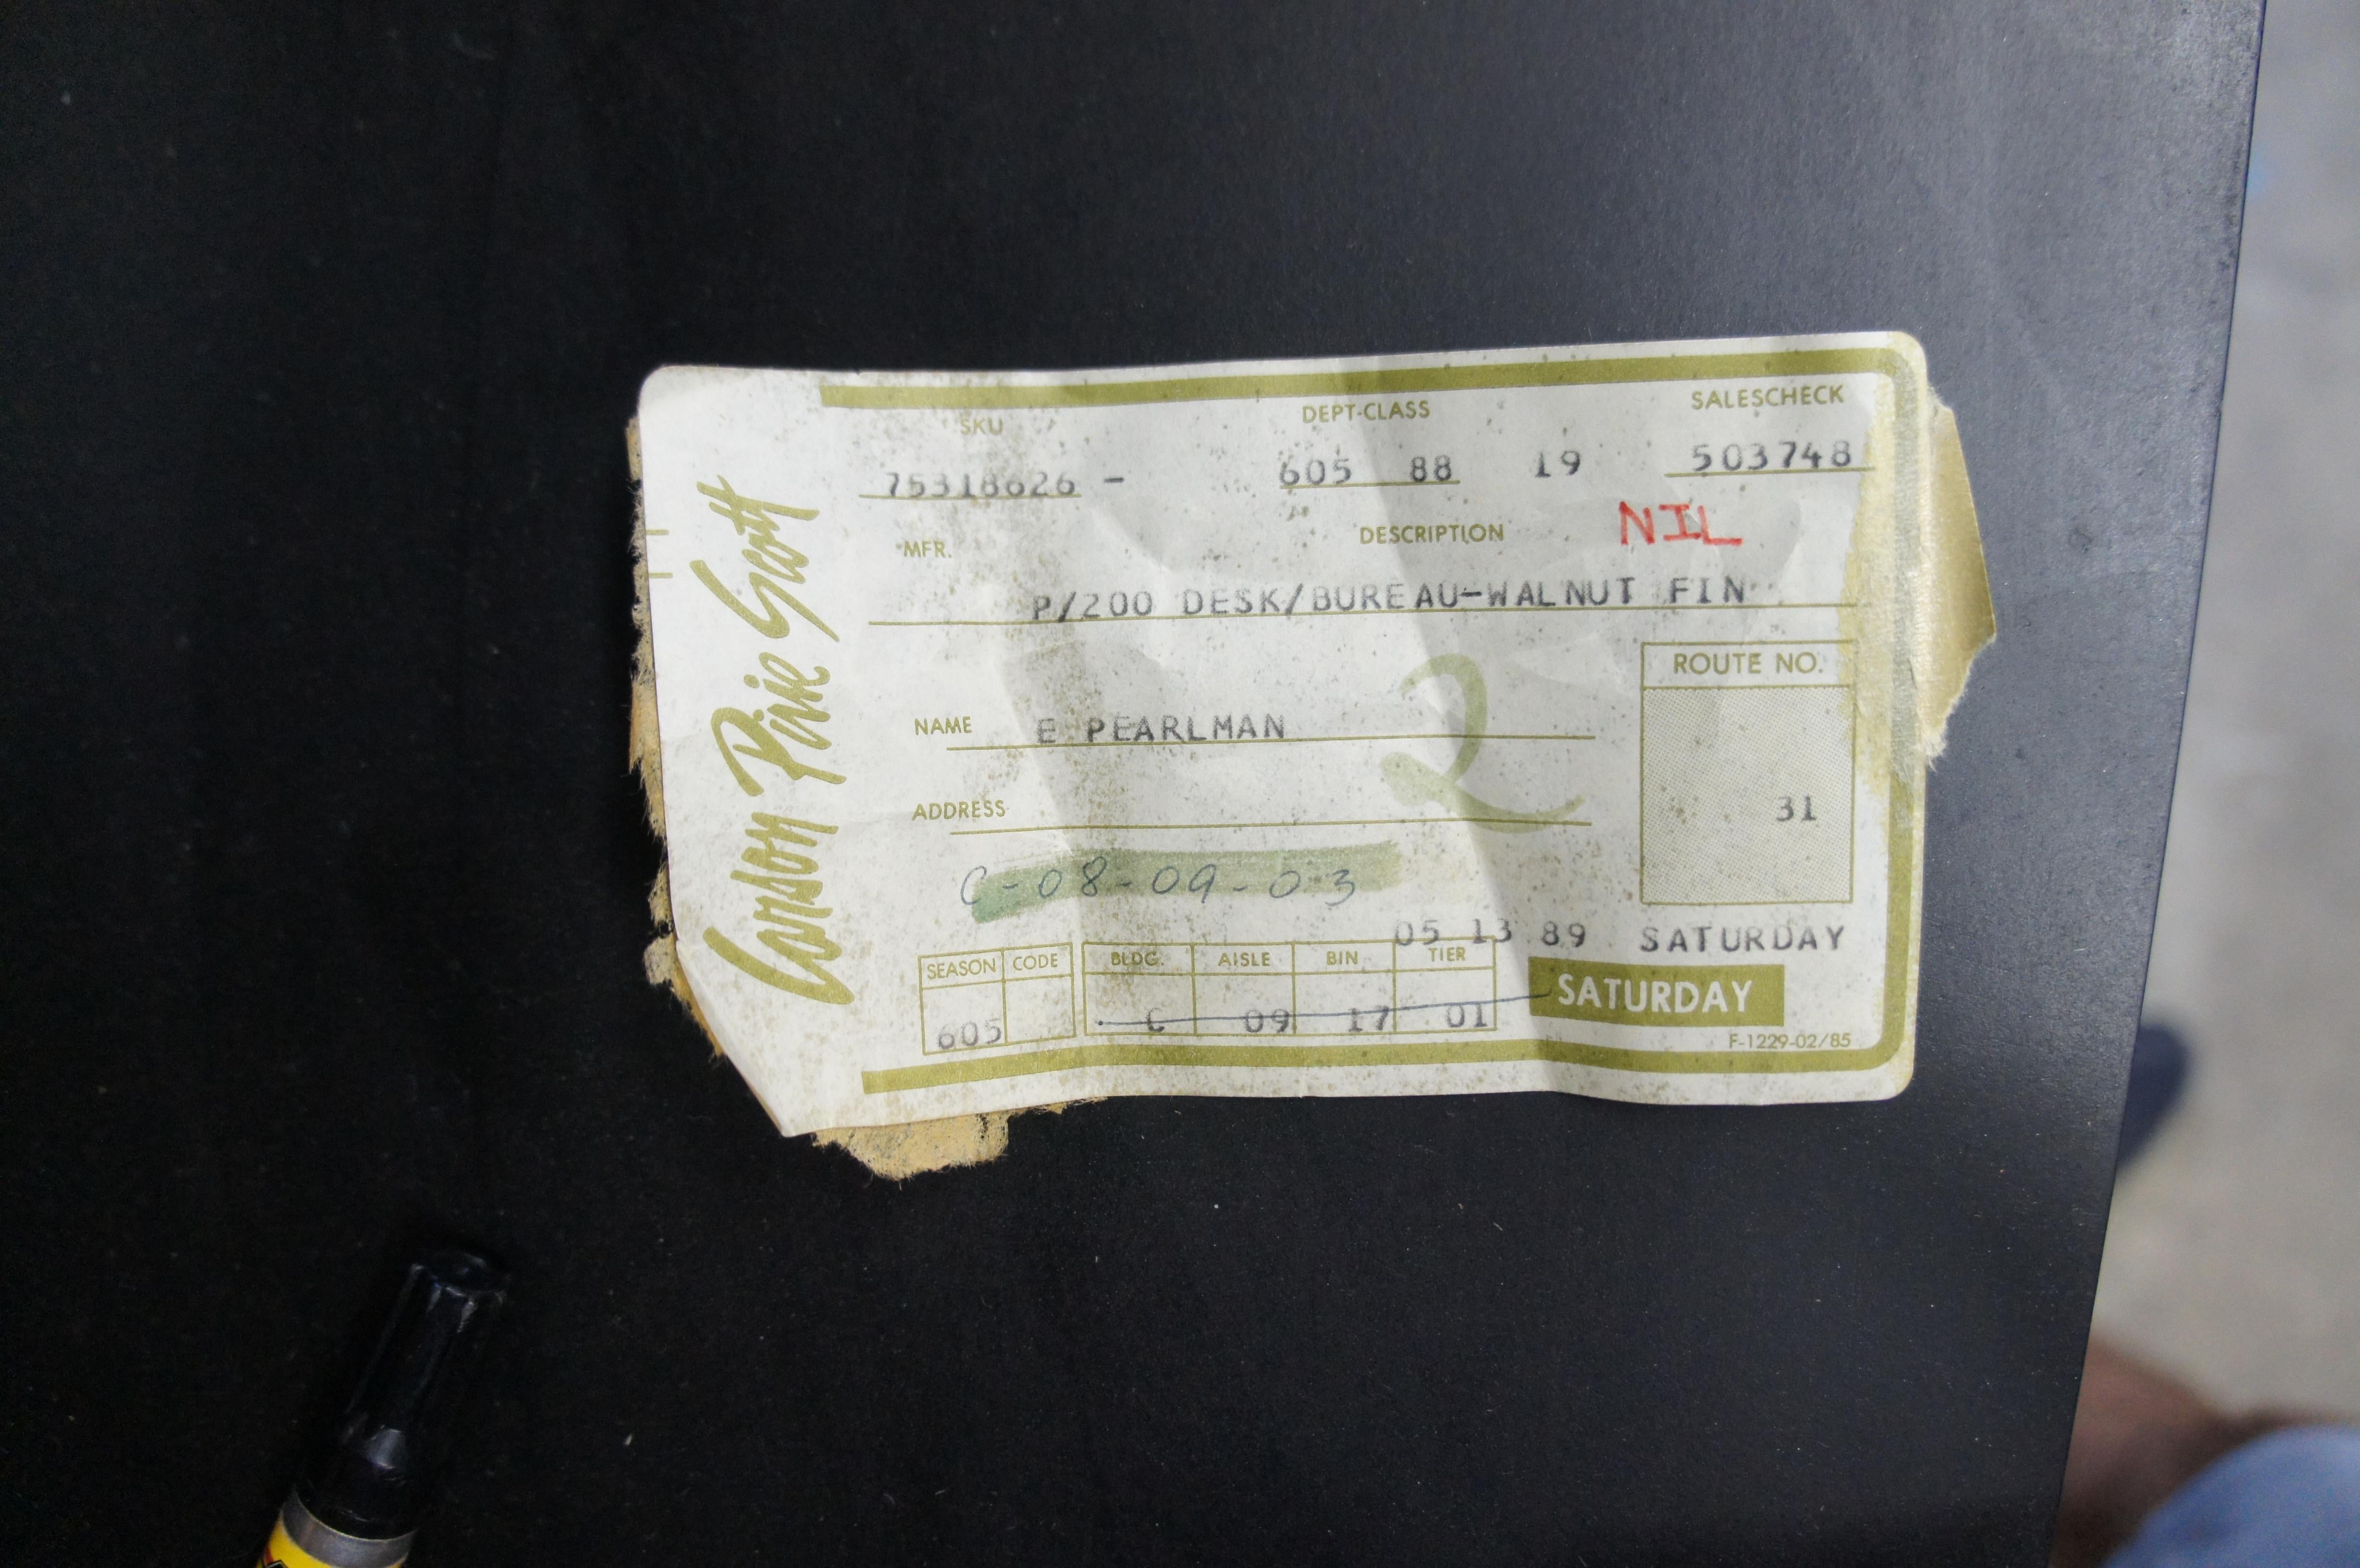 Carson Pirie Scott
SKU DEPT-CLASS SALESCHECK
75318626 - 605 88 19 503748
MFR. DESCRIPTION NIL
P/200 DESK/BUREAU-WALNUT FIN
ROUTE NO.
NAME E PEARLMAN
2
ADDRESS
31
C-08-09-03
05 13 89 SATURDAY
SEASON CODE BLDG. AISLE BIN TIER
SATURDAY
605 C 09 17 01
F-1229-02/85